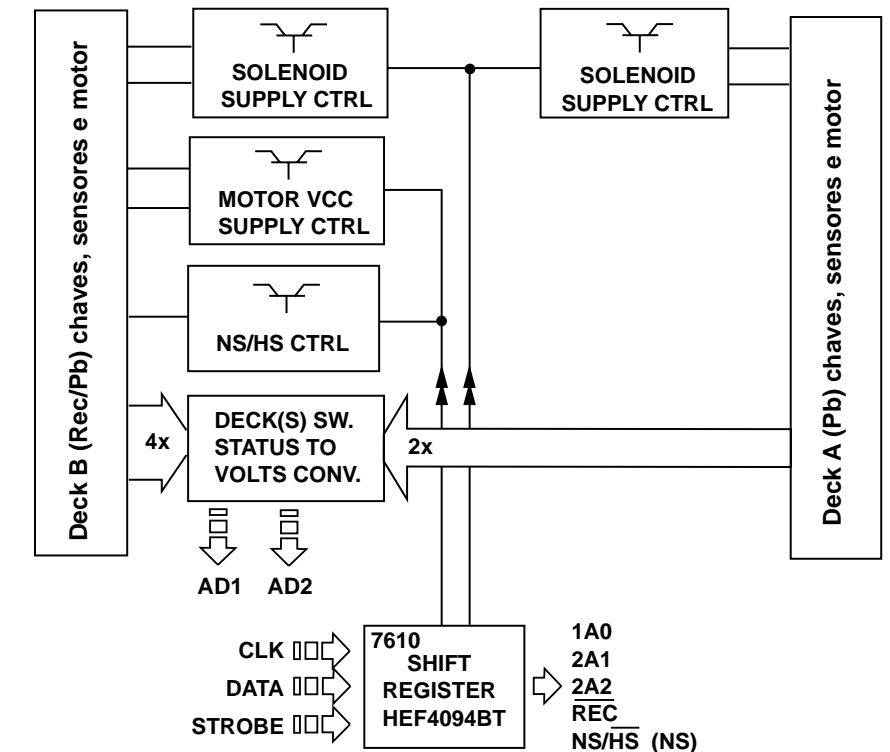 Deck B (Rec/Pb) chaves, sensores e motor
SOLENOID
SUPPLY CTRL
SOLENOID
SUPPLY CTRL
Deck A (Pb) chaves, sensores e motor
MOTOR VCC
SUPPLY CTRL
NS/HS CTRL
4x
DECK(S) SW.
STATUS TO
VOLTS CONV.
2x
AD1
AD2
CLK
DATA
STROBE
7610
SHIFT
REGISTER
HEF4094BT
1A0
2A1
2A2
R̅E̅C̅
NS/H̅S̅ (NS)